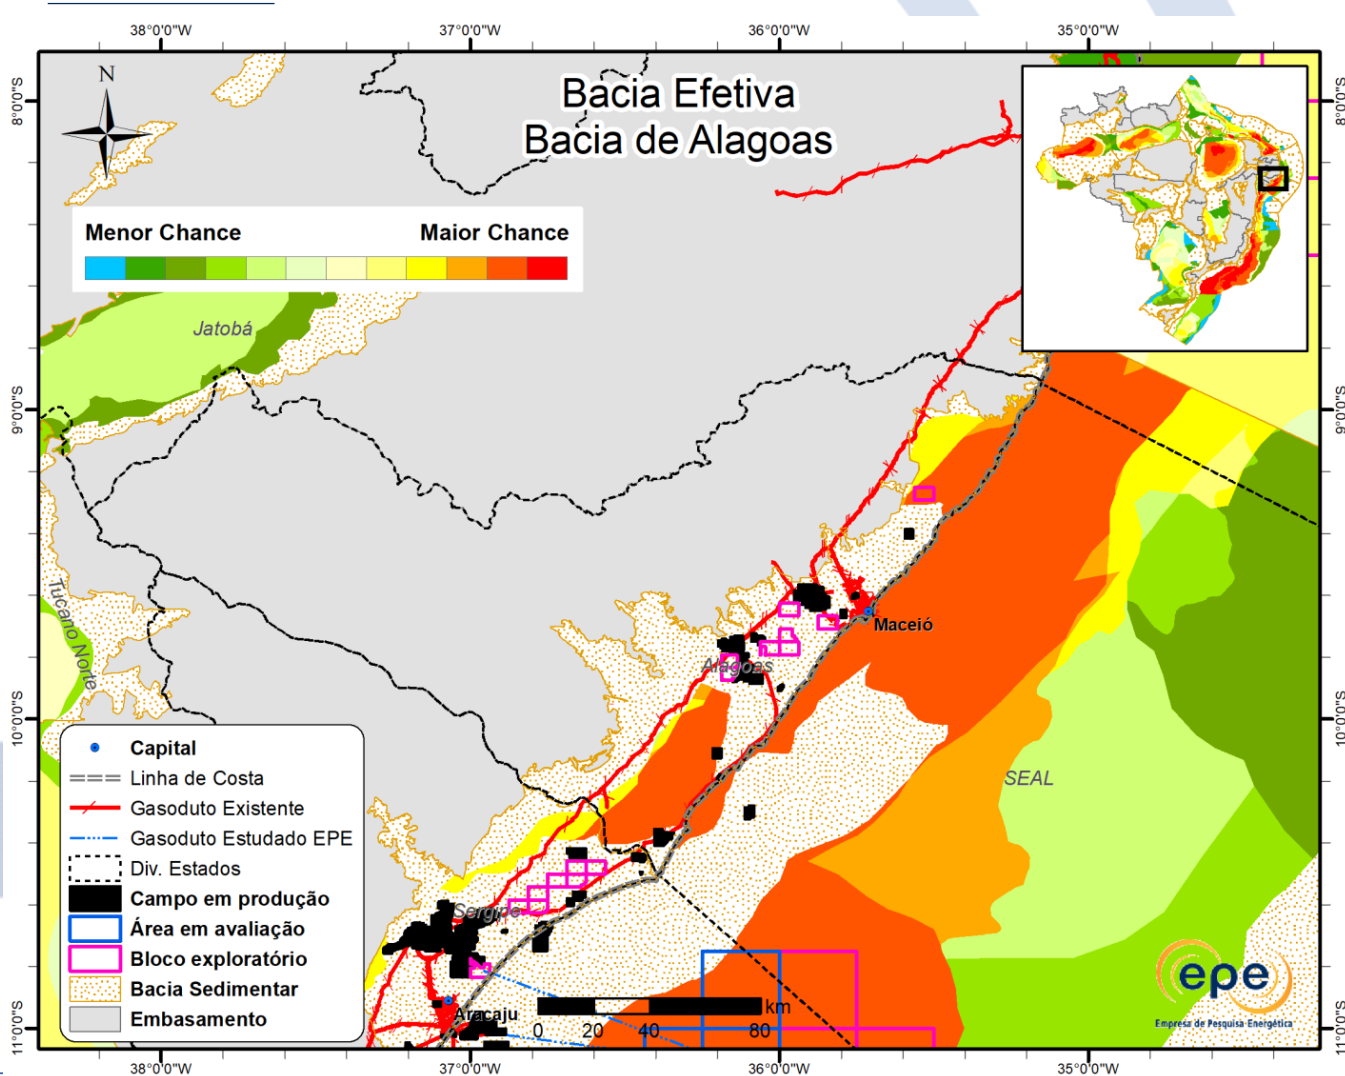 38°0'0"W 37°0'0"W 36°0'0"W 35°0'0"W
Bacia Efetiva
Bacia de Alagoas
N
8°0'0"S
8°0'0"S
Menor Chance Maior Chance
Jatobá
9°0'0"S
9°0'0"S
Tucano Norte
Maceió
Alagoas
10°0'0"S
10°0'0"S
SEAL
Capital
Linha de Costa
Gasoduto Existente
Gasoduto Estudado EPE
Div. Estados
Campo em produção
Área em avaliação
Bloco exploratório
Bacia Sedimentar
Embasamento
Sergipe
Aracaju
km
0 20 40 80
epe
Empresa de Pesquisa Energética
11°0'0"S
11°0'0"S
38°0'0"W 37°0'0"W 36°0'0"W 35°0'0"W